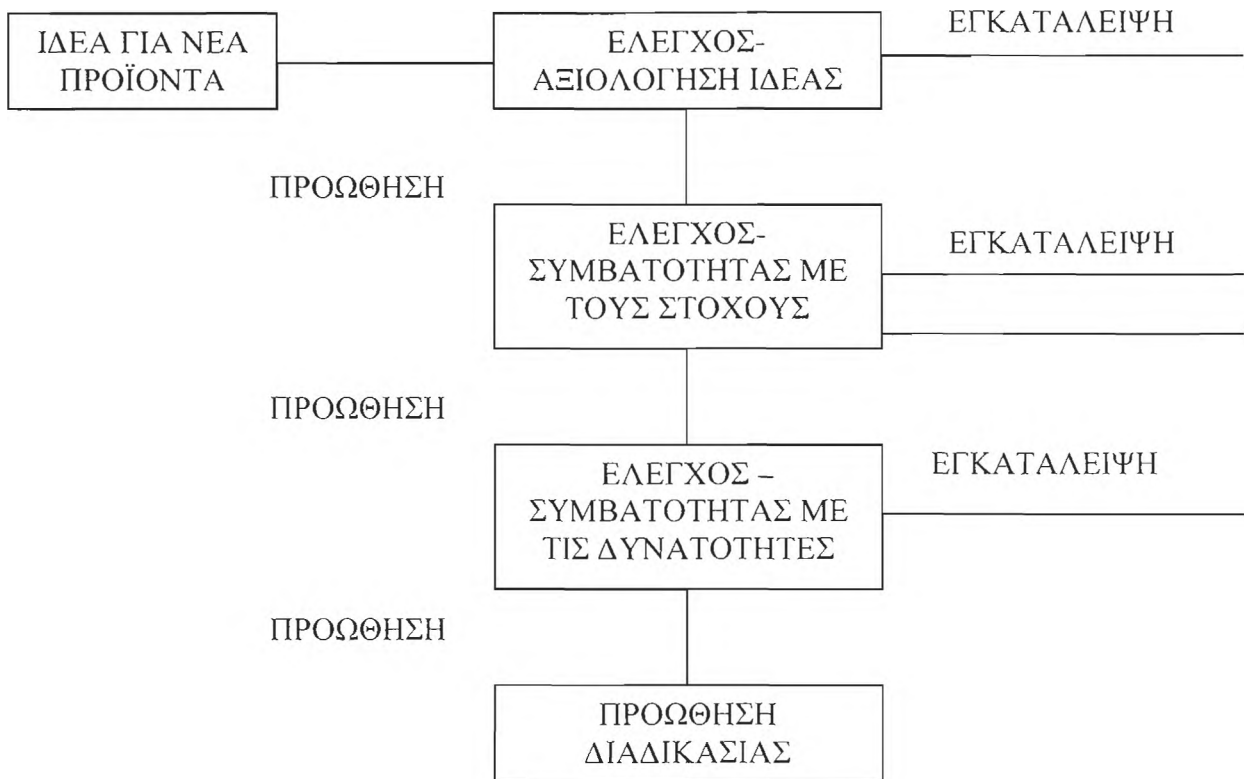 ΙΔΕΑ ΓΙΑ ΝΕΑ
ΠΡΟΪΟΝΤΑ
ΕΛΕΓΧΟΣ-
ΑΞΙΟΛΟΓΗΣΗ ΙΔΕΑΣ
ΕΓΚΑΤΑΛΕΙΨΗ
ΠΡΟΩΘΗΣΗ
ΕΛΕΓΧΟΣ-
ΣΥΜΒΑΤΟΤΗΤΑΣ ΜΕ
ΤΟΥΣ ΣΤΟΧΟΥΣ
ΕΓΚΑΤΑΛΕΙΨΗ
ΠΡΟΩΘΗΣΗ
ΕΛΕΓΧΟΣ –
ΣΥΜΒΑΤΟΤΗΤΑΣ ΜΕ
ΤΙΣ ΔΥΝΑΤΟΤΗΤΕΣ
ΕΓΚΑΤΑΛΕΙΨΗ
ΠΡΟΩΘΗΣΗ
ΠΡΟΩΘΗΣΗ
ΔΙΑΔΙΚΑΣΙΑΣ